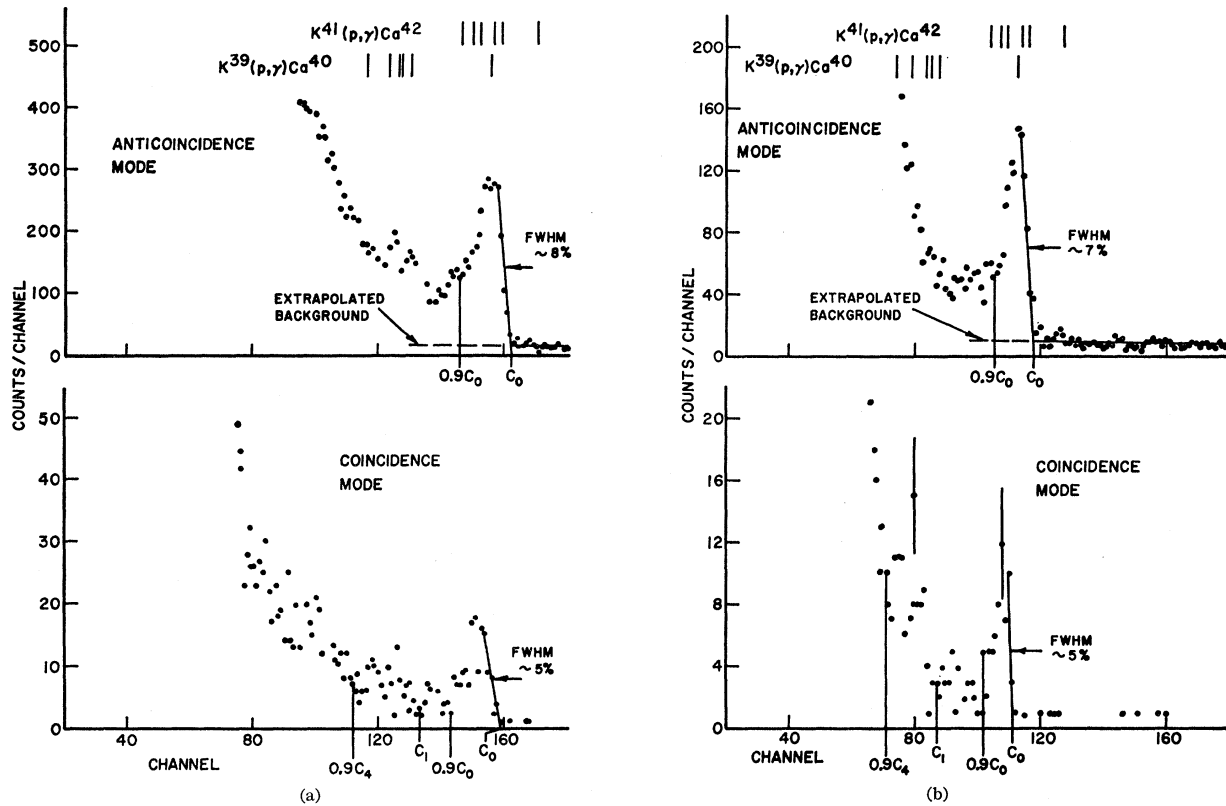 500
400
300
200
100
0
K⁴¹(p,γ)Ca⁴²
K³⁹(p,γ)Ca⁴⁰
ANTICOINCIDENCE
MODE
FWHM
~8%
EXTRAPOLATED
BACKGROUND
0.9C₀
C₀
COUNTS/CHANNEL
50
40
30
20
10
0
COINCIDENCE
MODE
FWHM
~5%
40
80
120
160
CHANNEL
0.9C₄
C₁
0.9C₀
C₀
(a)
200
160
120
80
40
0
K⁴¹(p,γ)Ca⁴²
K³⁹(p,γ)Ca⁴⁰
ANTICOINCIDENCE
MODE
FWHM
~7%
EXTRAPOLATED
BACKGROUND
0.9C₀
C₀
COUNTS/CHANNEL
20
16
12
8
4
0
COINCIDENCE
MODE
FWHM
~5%
40
80
120
160
CHANNEL
0.9C₄
C₁
0.9C₀
C₀
(b)